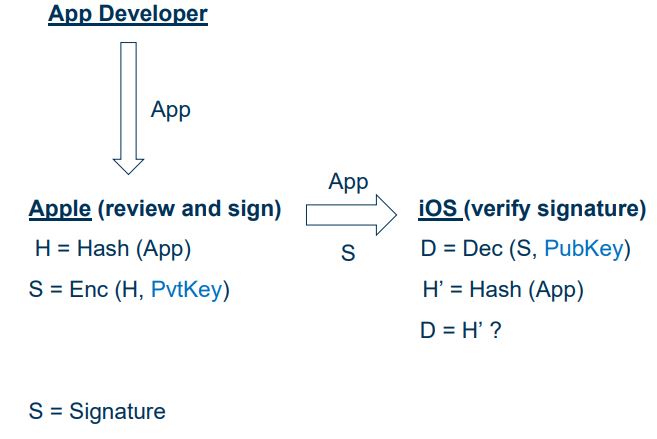 App Developer
App
App
Apple (review and sign)
H = Hash (App)
S = Enc (H, PvtKey)
S
iOS (verify signature)
D = Dec (S, PubKey)
H’ = Hash (App)
D = H’ ?
S = Signature